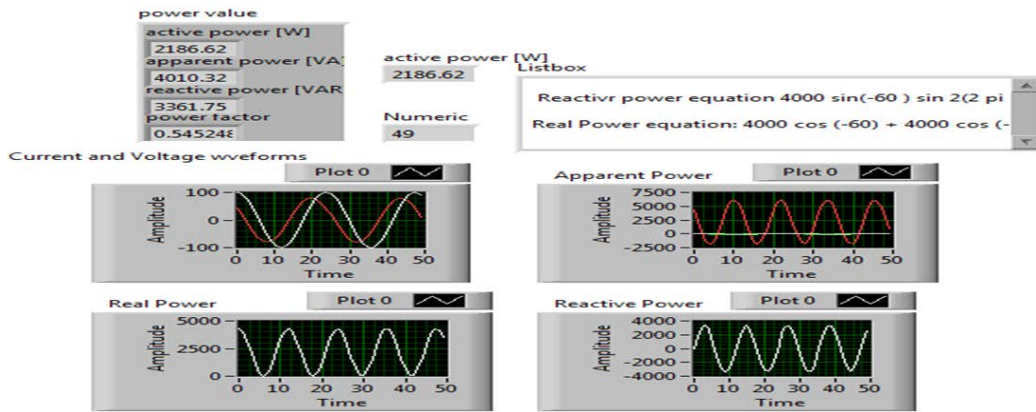 power value
active power [W]
2186.62
apparent power [VA]
4010.32
reactive power [VAR
3361.75
power factor
0.545248
active power [W]
2186.62
Numeric
49
Listbox
Reactivr power equation 4000 sin(-60 ) sin 2(2 pi
Real Power equation: 4000 cos (-60) + 4000 cos (-
Current and Voltage wveforms
Plot 0
100
0
-100
Amplitude
0 10 20 30 40 50
Time
Apparent Power
Plot 0
7500
5000
2500
0
-2500
Amplitude
0 10 20 30 40 50
Time
Real Power
Plot 0
5000
2500
0
Amplitude
0 10 20 30 40 50
Time
Reactive Power
Plot 0
4000
2000
0
-2000
-4000
Amplitude
0 10 20 30 40 50
Time